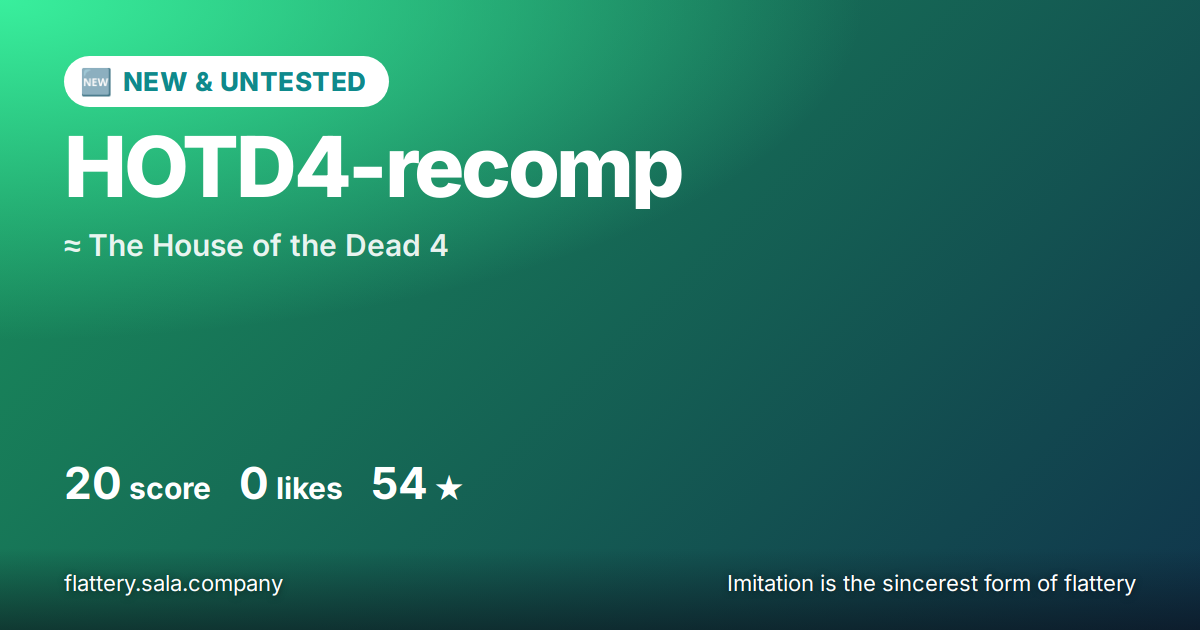 🆕 NEW & UNTESTED
HOTD4-recomp
≈ The House of the Dead 4
20 score 0 likes 54 ★
flattery.sala.company
Imitation is the sincerest form of flattery